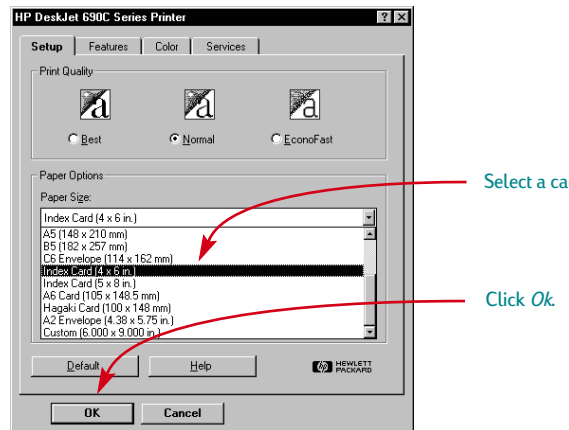 HP DeskJet 690C Series Printer
Setup Features Color Services
Print Quality
Best Normal EconoFast
Paper Options
Paper Size:
Select a ca
Index Card (4 x 6 in.)
A5 (148 x 210 mm)
B5 (182 x 257 mm)
C6 Envelope (114 x 162 mm)
Index Card (4 x 6 in.)
Index Card (5 x 8 in.)
A6 Card (105 x 148.5 mm)
Hagaki Card (100 x 148 mm)
A2 Envelope (4.38 x 5.75 in.)
Custom (6.000 x 9.000 in.)
Click Ok.
Default Help
HEWLETT
PACKARD
OK Cancel